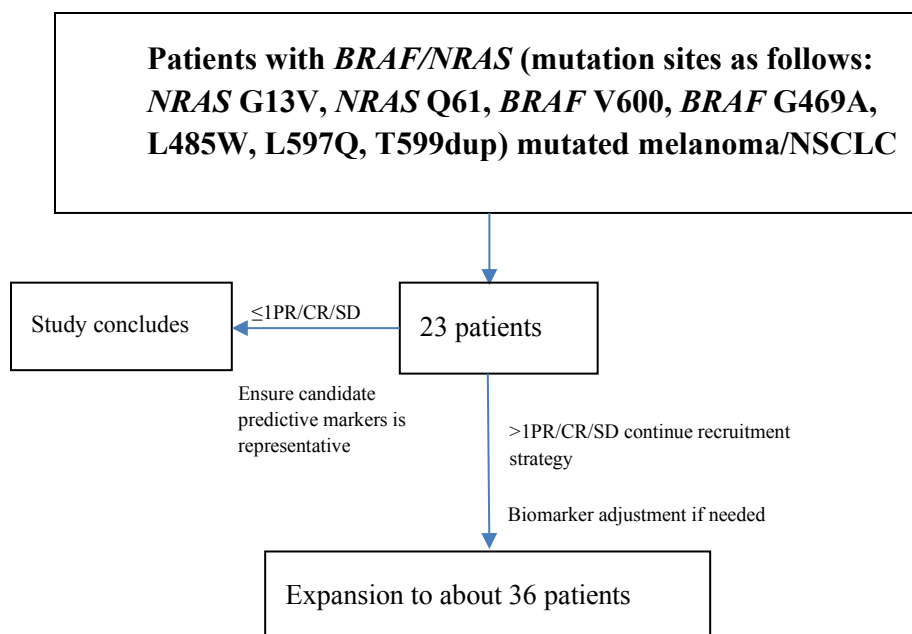 Patients with BRAF/NRAS (mutation sites as follows:
NRAS G13V, NRAS Q61, BRAF V600, BRAF G469A,
L485W, L597Q, T599dup) mutated melanoma/NSCLC
Study concludes
≤1PR/CR/SD
23 patients
Ensure candidate
predictive markers is
representative
>1PR/CR/SD continue recruitment
strategy
Biomarker adjustment if needed
Expansion to about 36 patients